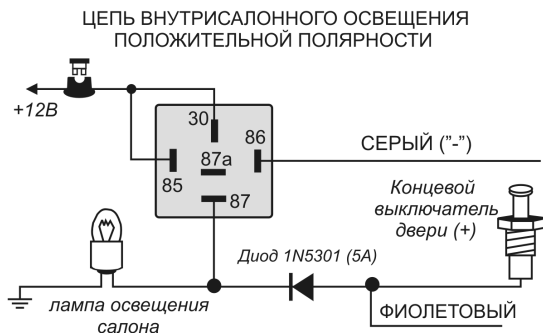 ЦЕПЬ ВНУТРИСАЛОННОГО ОСВЕЩЕНИЯ
ПОЛОЖИТЕЛЬНОЙ ПОЛЯРНОСТИ
+12В
30
86
87а
85
87
СЕРЫЙ ("-")
Концевой
выключатель
двери (+)
Диод 1N5301 (5А)
лампа освещения
салона
ФИОЛЕТОВЫЙ